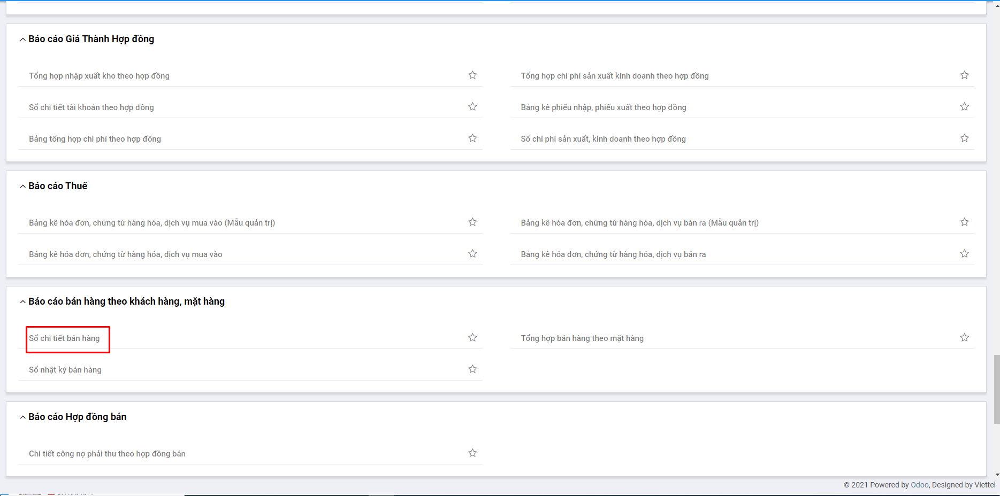 Báo cáo Giá Thành Hợp đồng
Tổng hợp nhập xuất kho theo hợp đồng
Tổng hợp chi phí sản xuất kinh doanh theo hợp đồng
Sổ chi tiết tài khoản theo hợp đồng
Bảng kê phiếu nhập, phiếu xuất theo hợp đồng
Bảng tổng hợp chi phí theo hợp đồng
Sổ chi phí sản xuất, kinh doanh theo hợp đồng
Báo cáo Thuế
Bảng kê hóa đơn, chứng từ hàng hóa, dịch vụ mua vào (Mẫu quản trị)
Bảng kê hóa đơn, chứng từ hàng hóa, dịch vụ bán ra (Mẫu quản trị)
Bảng kê hóa đơn, chứng từ hàng hóa, dịch vụ mua vào
Bảng kê hóa đơn, chứng từ hàng hóa, dịch vụ bán ra
Báo cáo bán hàng theo khách hàng, mặt hàng
Sổ chi tiết bán hàng
Tổng hợp bán hàng theo mặt hàng
Sổ nhật ký bán hàng
Báo cáo Hợp đồng bán
Chi tiết công nợ phải thu theo hợp đồng bán
© 2021 Powered by Odoo, Designed by Viettel